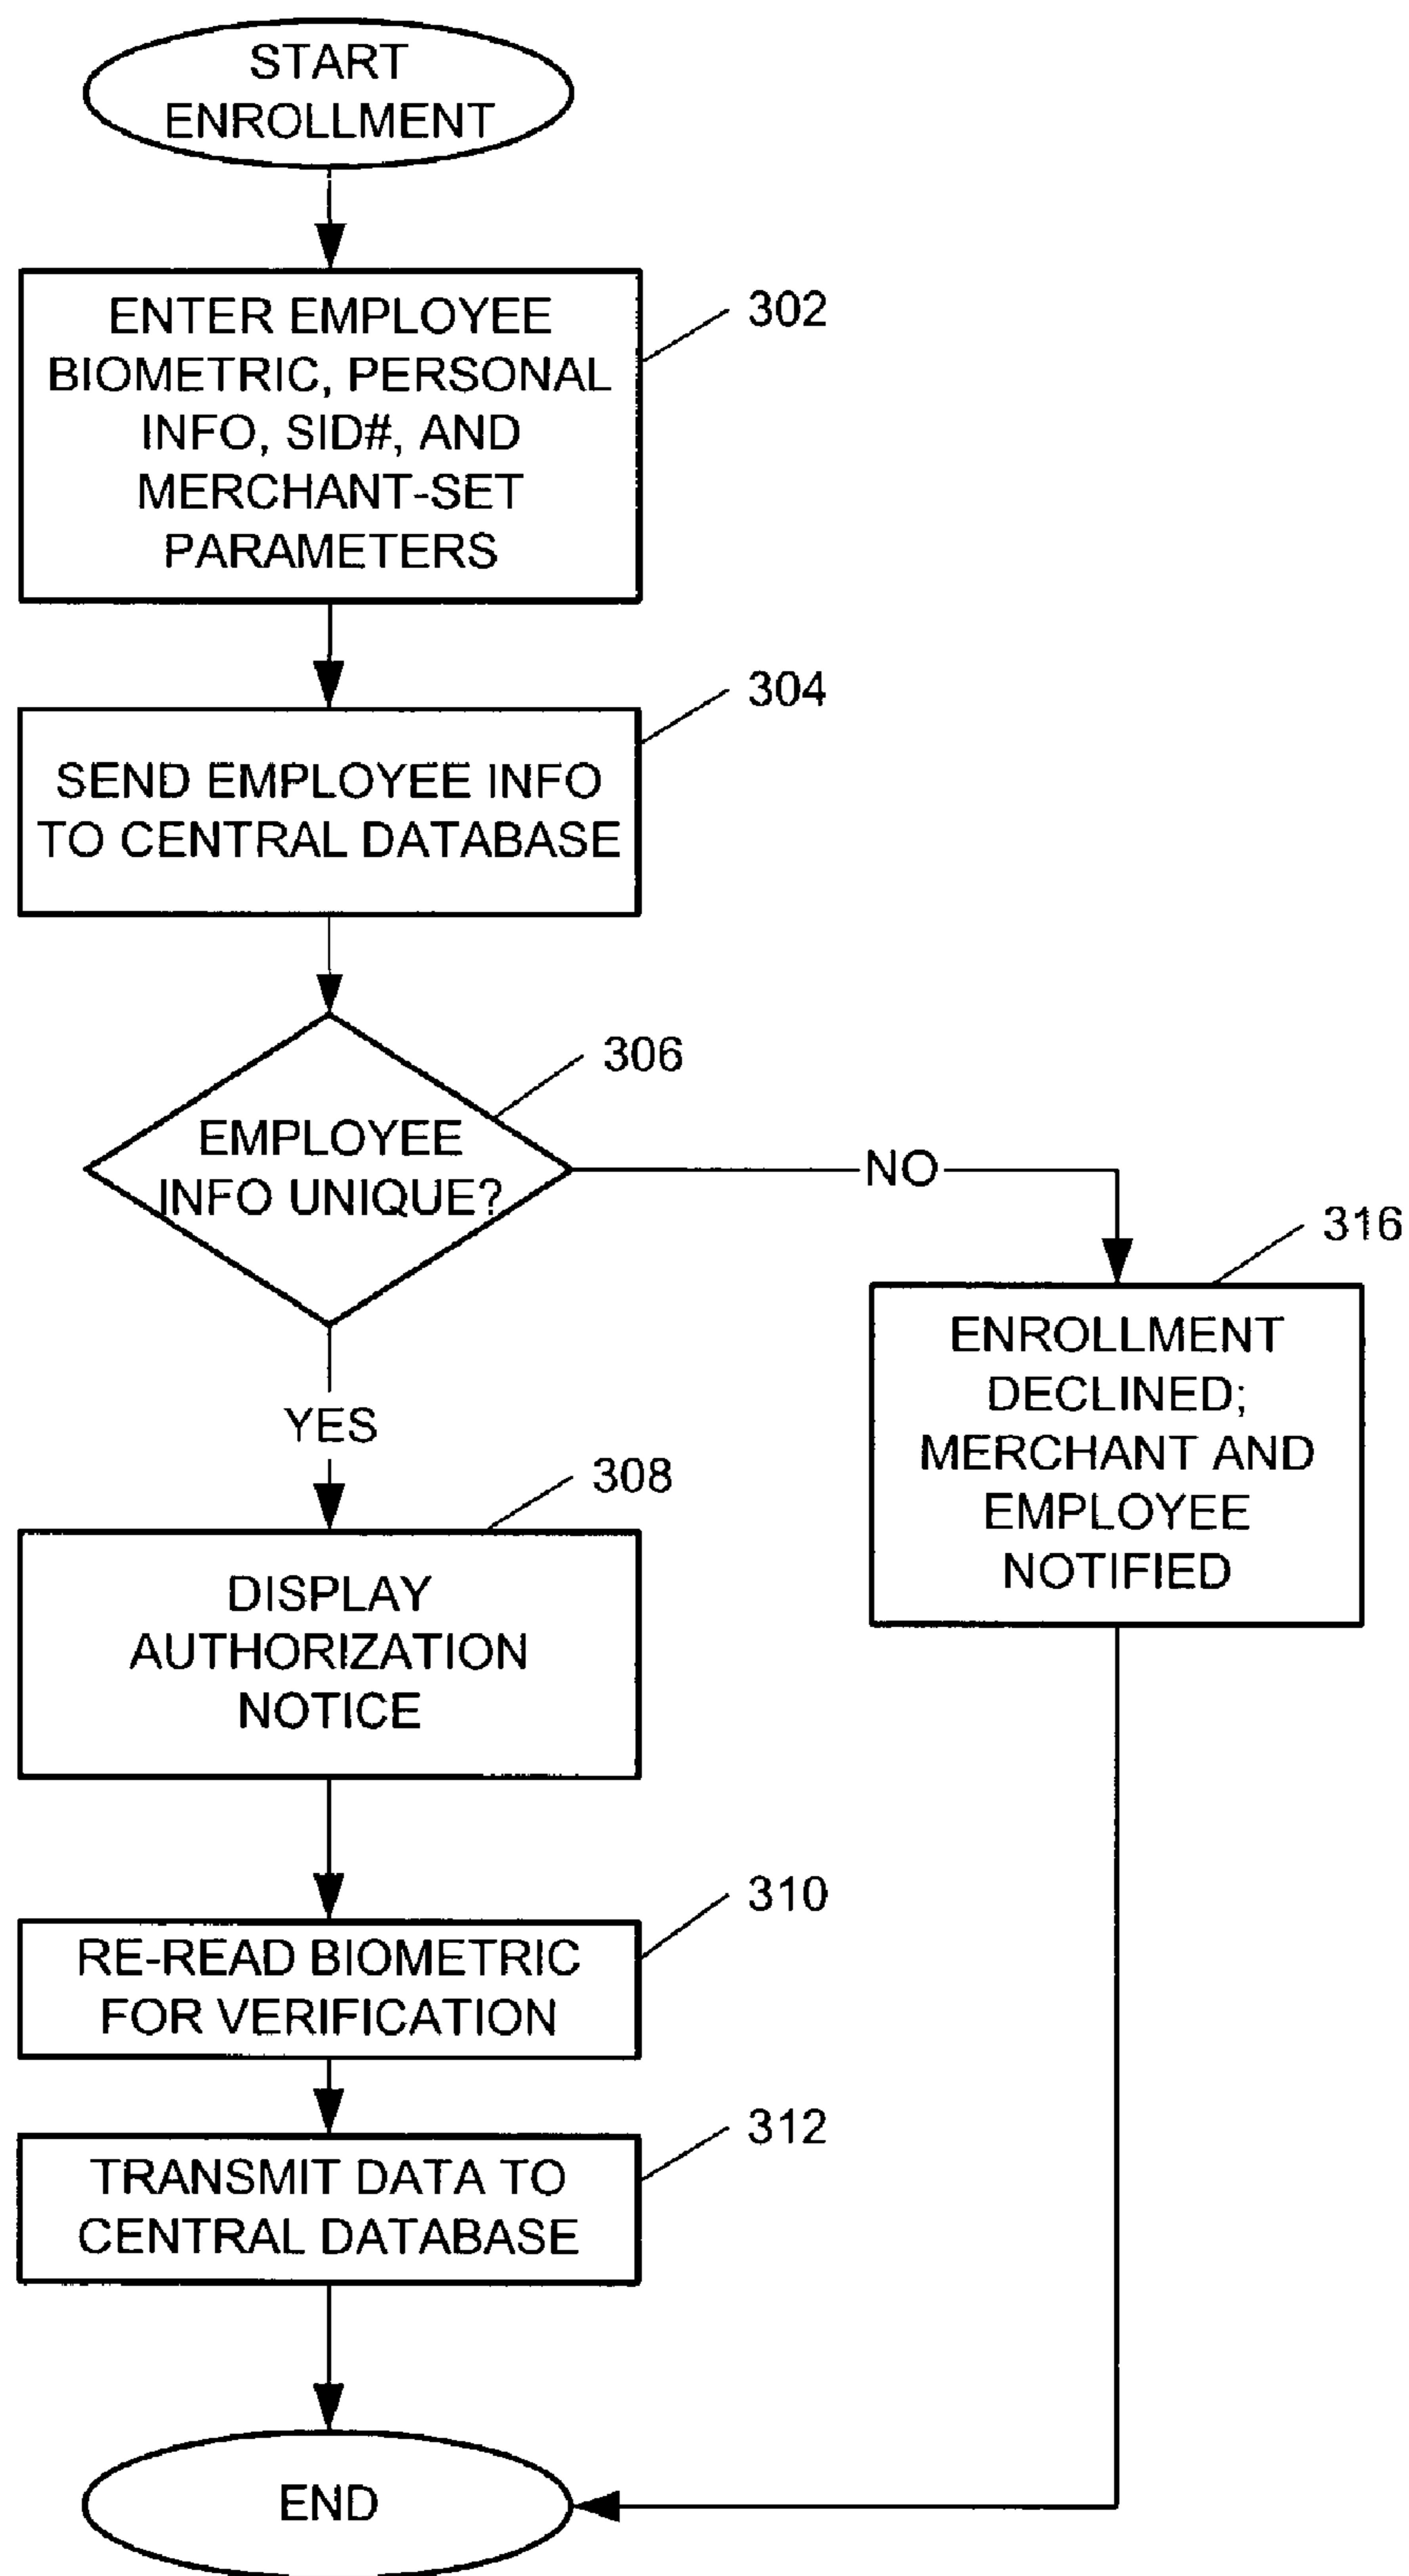 START
ENROLLMENT
302
ENTER EMPLOYEE
BIOMETRIC, PERSONAL
INFO, SID#, AND
MERCHANT-SET
PARAMETERS
304
SEND EMPLOYEE INFO
TO CENTRAL DATABASE
306
EMPLOYEE
INFO UNIQUE?
NO
316
ENROLLMENT
DECLINED;
MERCHANT AND
EMPLOYEE
NOTIFIED
YES
308
DISPLAY
AUTHORIZATION
NOTICE
310
RE-READ BIOMETRIC
FOR VERIFICATION
312
TRANSMIT DATA TO
CENTRAL DATABASE
END